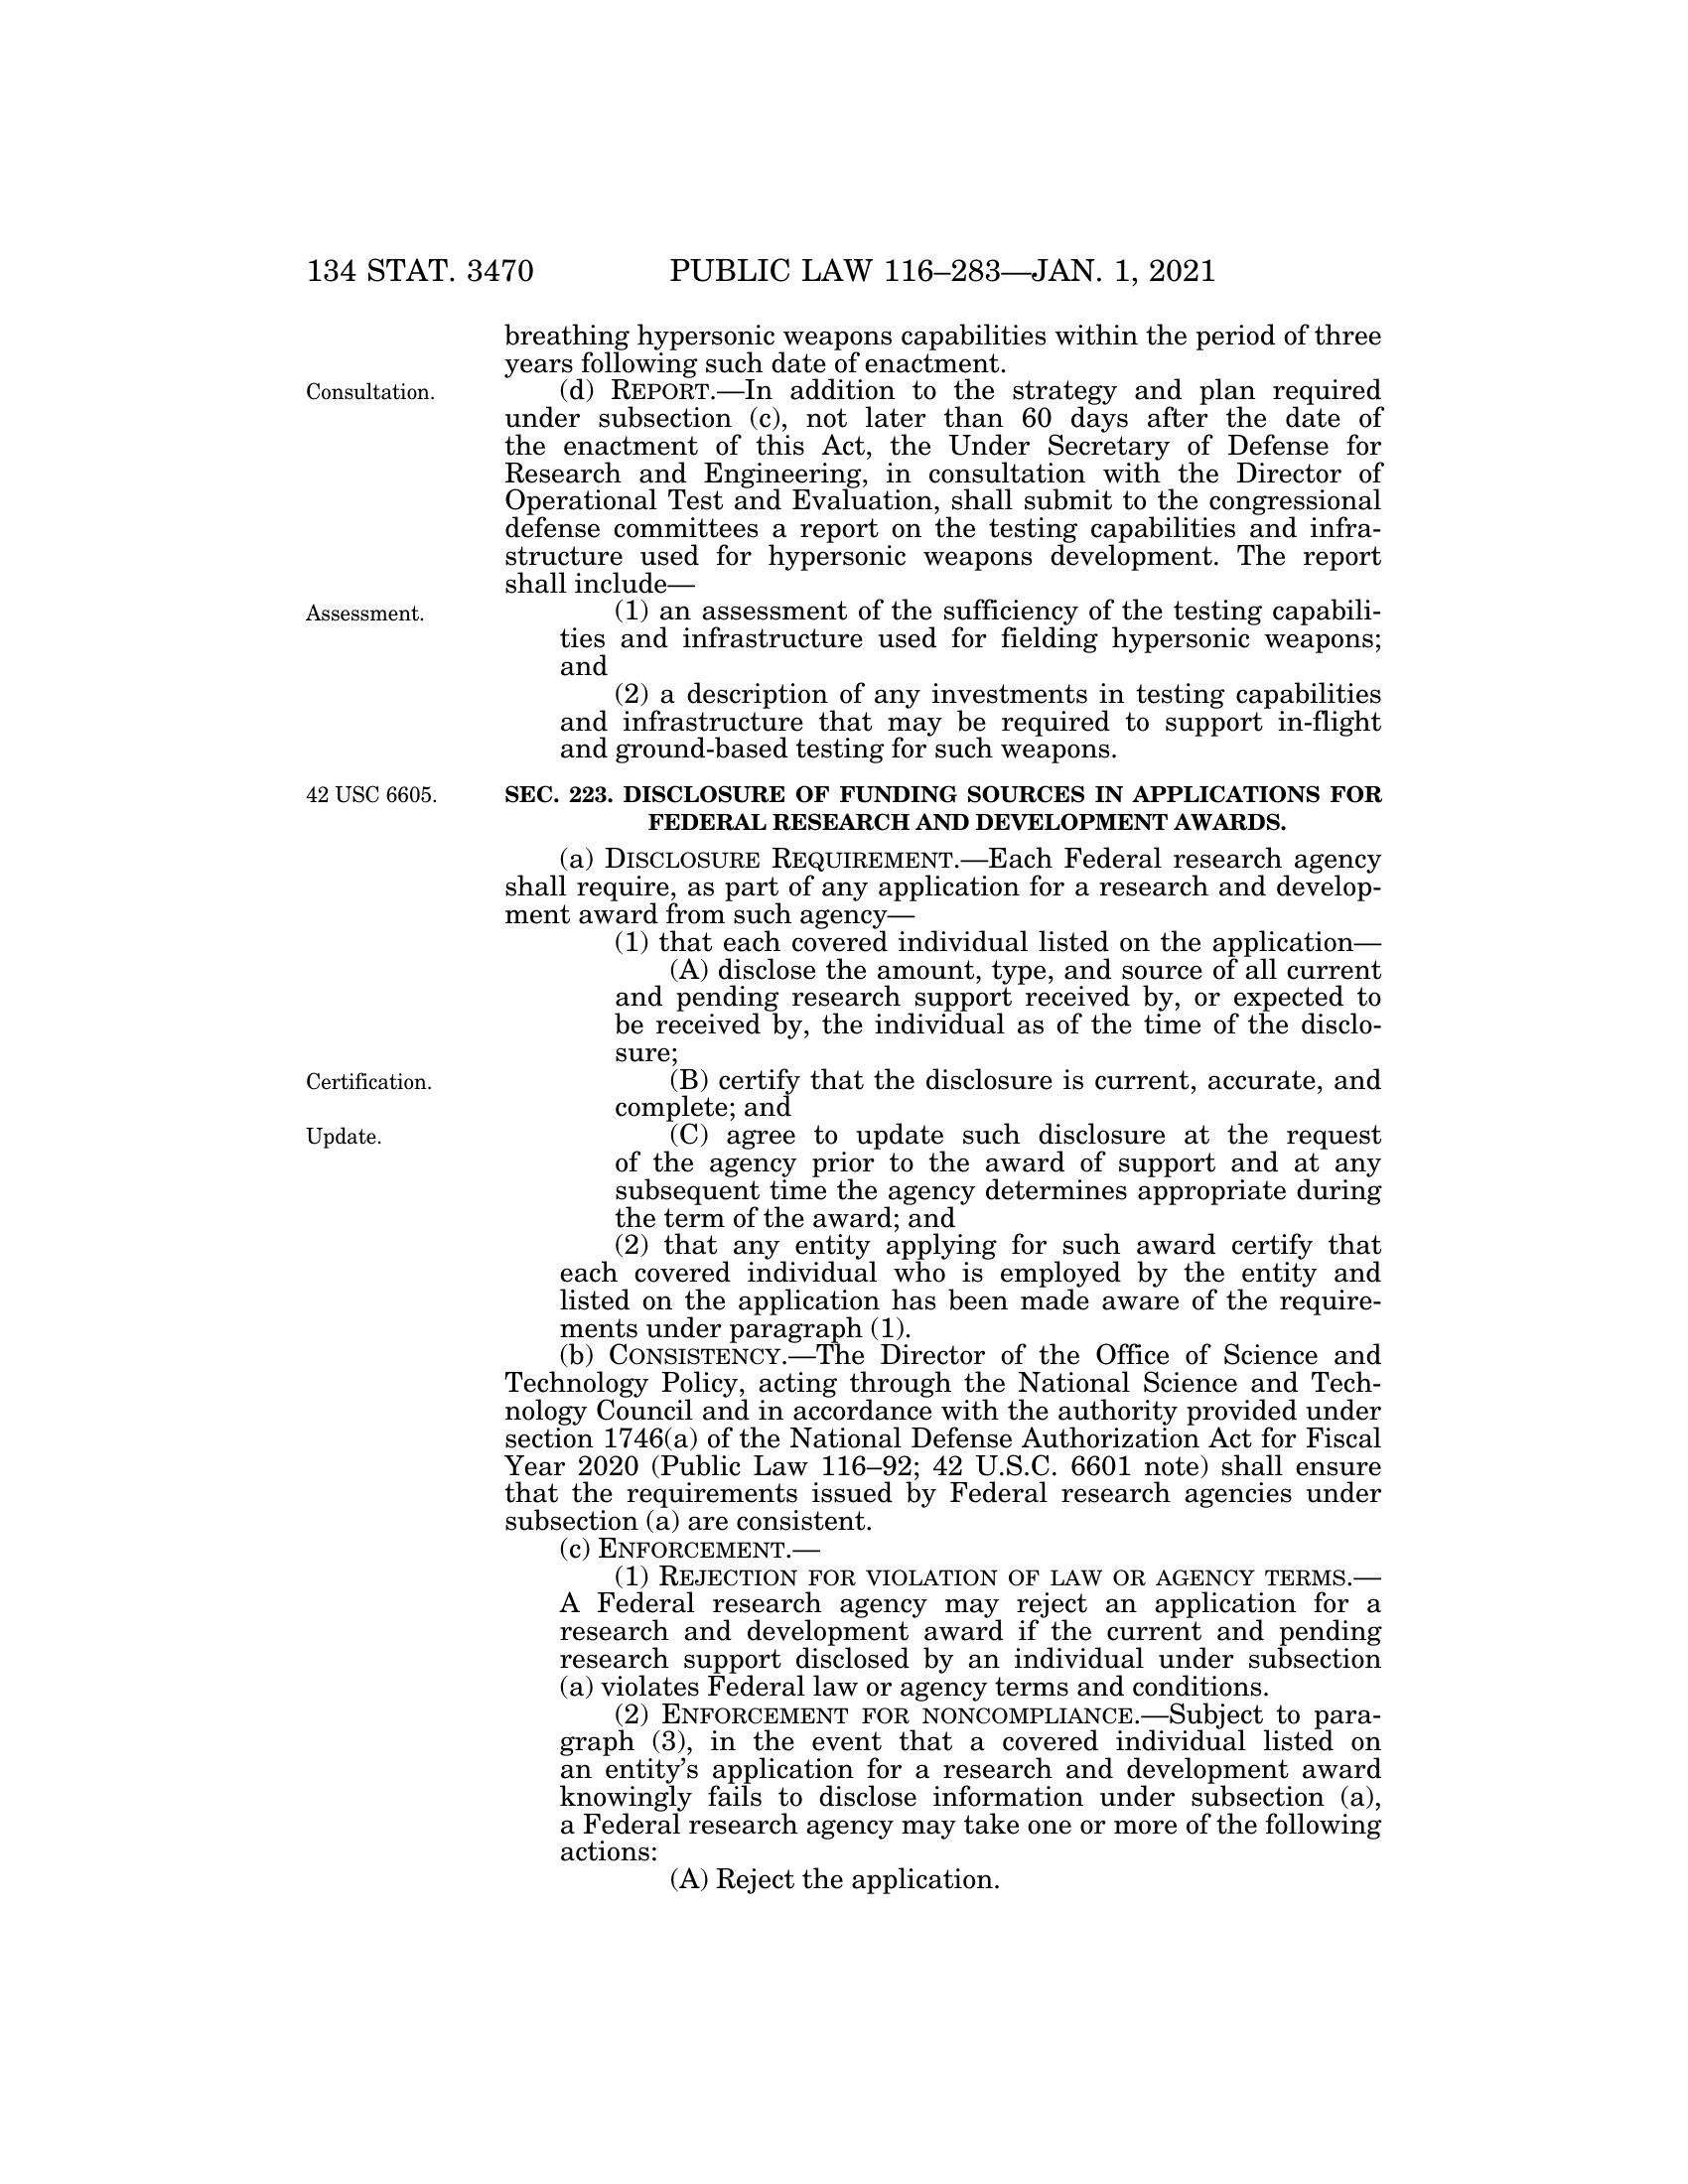 134 STAT. 3470 PUBLIC LAW 116–283—JAN. 1, 2021
breathing hypersonic weapons capabilities within the period of three
years following such date of enactment.
Consultation. (d) REPORT.—In addition to the strategy and plan required
under subsection (c), not later than 60 days after the date of
the enactment of this Act, the Under Secretary of Defense for
Research and Engineering, in consultation with the Director of
Operational Test and Evaluation, shall submit to the congressional
defense committees a report on the testing capabilities and infra-
structure used for hypersonic weapons development. The report
shall include—
Assessment. (1) an assessment of the sufficiency of the testing capabili-
ties and infrastructure used for fielding hypersonic weapons;
and
(2) a description of any investments in testing capabilities
and infrastructure that may be required to support in-flight
and ground-based testing for such weapons.
42 USC 6605. SEC. 223. DISCLOSURE OF FUNDING SOURCES IN APPLICATIONS FOR
FEDERAL RESEARCH AND DEVELOPMENT AWARDS.
(a) DISCLOSURE REQUIREMENT.—Each Federal research agency
shall require, as part of any application for a research and develop-
ment award from such agency—
(1) that each covered individual listed on the application—
(A) disclose the amount, type, and source of all current
and pending research support received by, or expected to
be received by, the individual as of the time of the disclo-
sure;
Certification. (B) certify that the disclosure is current, accurate, and
complete; and
Update. (C) agree to update such disclosure at the request
of the agency prior to the award of support and at any
subsequent time the agency determines appropriate during
the term of the award; and
(2) that any entity applying for such award certify that
each covered individual who is employed by the entity and
listed on the application has been made aware of the require-
ments under paragraph (1).
(b) CONSISTENCY.—The Director of the Office of Science and
Technology Policy, acting through the National Science and Tech-
nology Council and in accordance with the authority provided under
section 1746(a) of the National Defense Authorization Act for Fiscal
Year 2020 (Public Law 116–92; 42 U.S.C. 6601 note) shall ensure
that the requirements issued by Federal research agencies under
subsection (a) are consistent.
(c) ENFORCEMENT.—
(1) REJECTION FOR VIOLATION OF LAW OR AGENCY TERMS.—
A Federal research agency may reject an application for a
research and development award if the current and pending
research support disclosed by an individual under subsection
(a) violates Federal law or agency terms and conditions.
(2) ENFORCEMENT FOR NONCOMPLIANCE.—Subject to para-
graph (3), in the event that a covered individual listed on
an entity’s application for a research and development award
knowingly fails to disclose information under subsection (a),
a Federal research agency may take one or more of the following
actions:
(A) Reject the application.